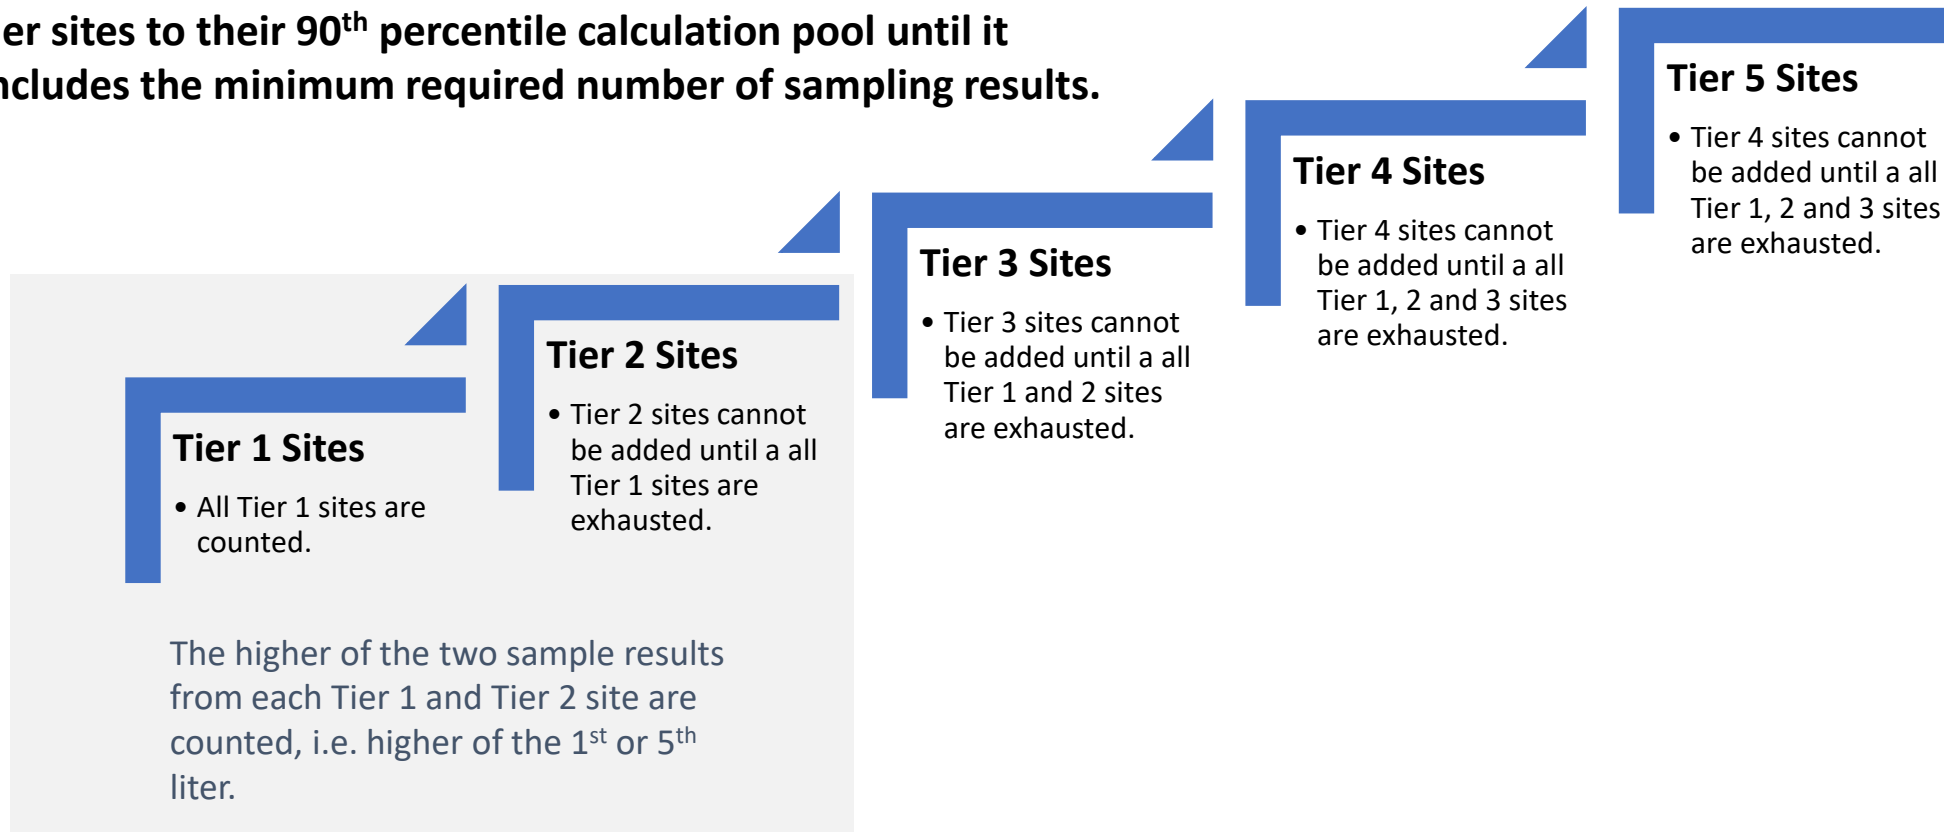 er sites to their 90th percentile calculation pool until it
ncludes the minimum required number of sampling results.
Tier 1 Sites
• All Tier 1 sites are
counted.
Tier 2 Sites
• Tier 2 sites cannot
be added until a all
Tier 1 sites are
exhausted.
Tier 3 Sites
• Tier 3 sites cannot
be added until a all
Tier 1 and 2 sites
are exhausted.
Tier 4 Sites
• Tier 4 sites cannot
be added until a all
Tier 1, 2 and 3 sites
are exhausted.
Tier 5 Sites
• Tier 4 sites cannot
be added until a all
Tier 1, 2 and 3 sites
are exhausted.
The higher of the two sample results
from each Tier 1 and Tier 2 site are
counted, i.e. higher of the 1st or 5th
liter.